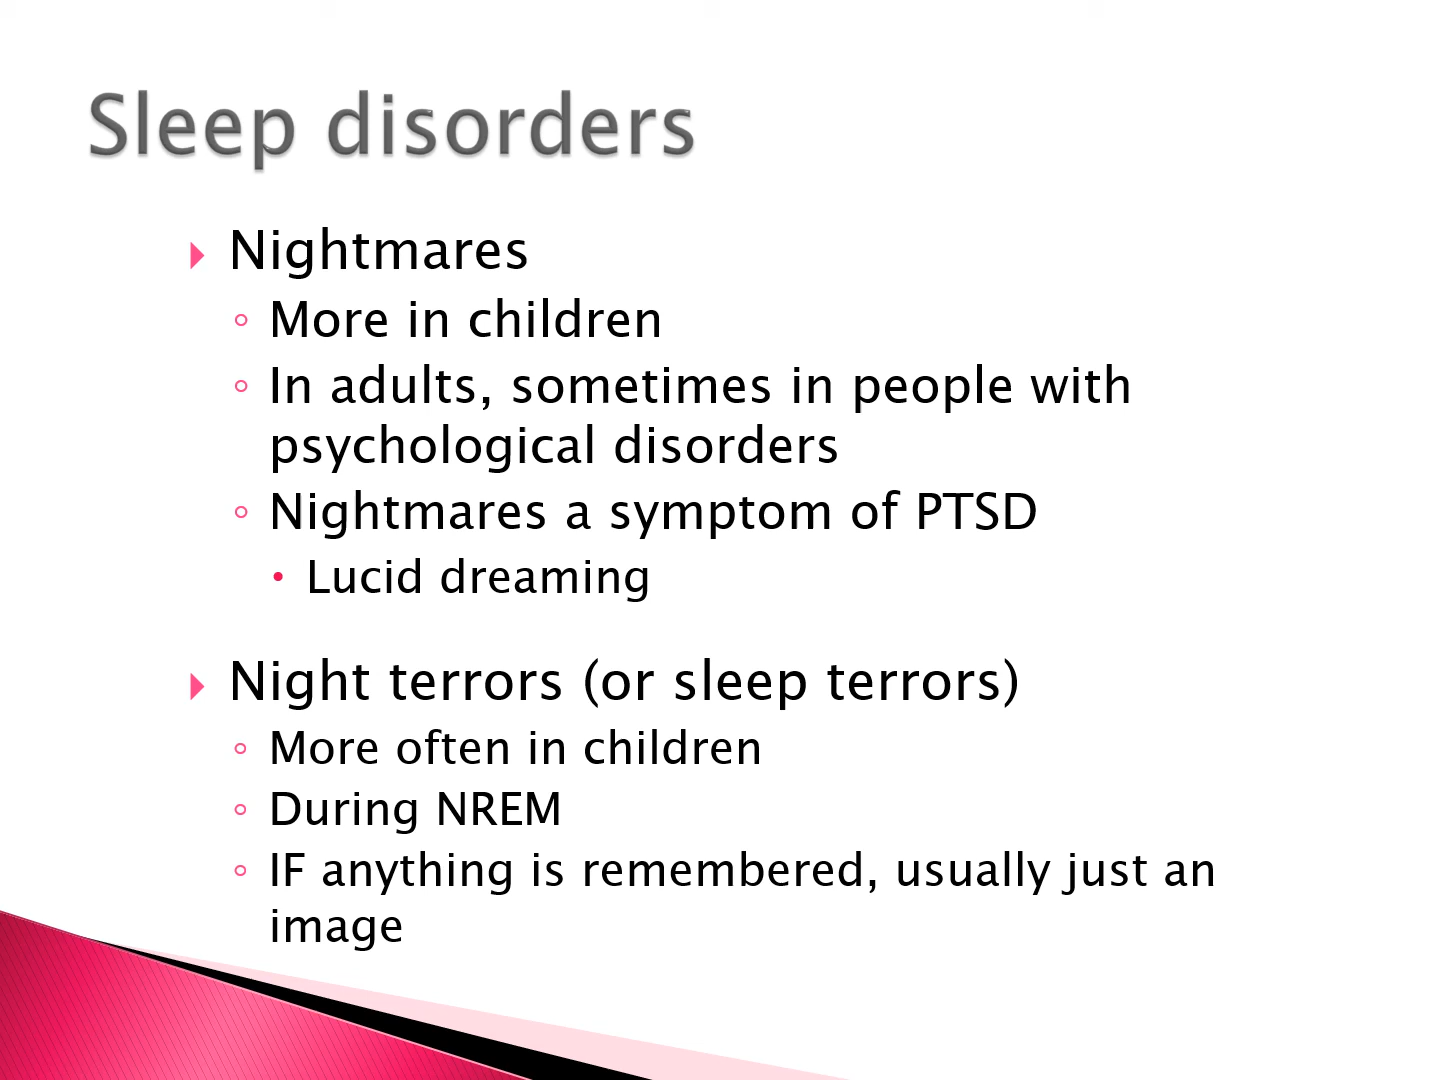 Sleep disorders
Nightmares
More in children
In adults, sometimes in people with
psychological disorders
Nightmares a symptom of PTSD
Lucid dreaming
Night terrors (or sleep terrors)
More often in children
During NREM
IF anything is remembered, usually just an
image